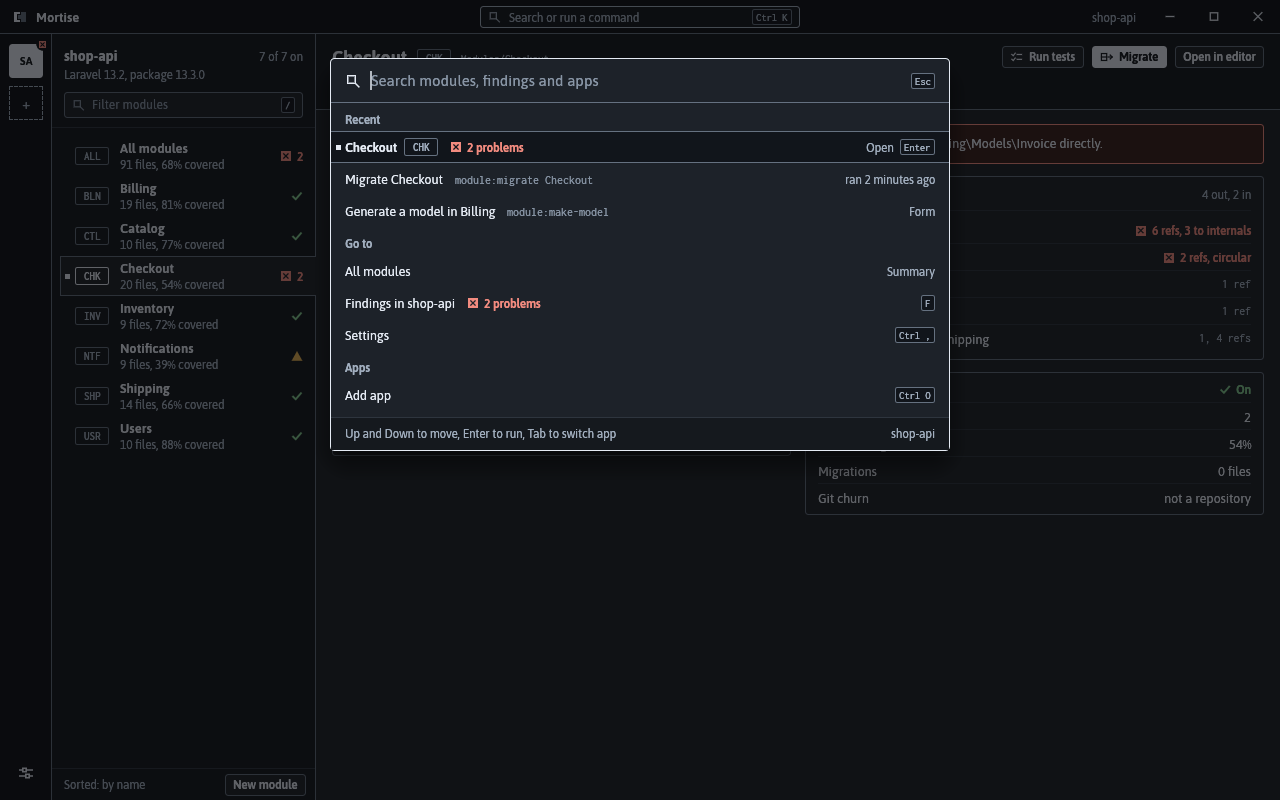 Mortise
Search or run a command
Ctrl K
shop-api
SA
shop-api
7 of 7 on
Laravel 13.2, package 13.3.0
Filter modules
/
+
ALL
All modules
91 files, 68% covered
2
BLN
Billing
19 files, 81% covered
CTL
Catalog
10 files, 77% covered
CHK
Checkout
20 files, 54% covered
2
INV
Inventory
9 files, 72% covered
NTF
Notifications
9 files, 39% covered
SHP
Shipping
14 files, 66% covered
USR
Users
10 files, 88% covered
Sorted: by name
New module
Run tests
Migrate
Open in editor
Search modules, findings and apps
Esc
Recent
Checkout
CHK
2 problems
Open
Enter
Migrate Checkout
module:migrate Checkout
ran 2 minutes ago
Generate a model in Billing
module:make-model
Form
Go to
All modules
Summary
Findings in shop-api
2 problems
F
Settings
Ctrl ,
Apps
Add app
Ctrl O
Up and Down to move, Enter to run, Tab to switch app
shop-api
\Models\Invoice directly.
4 out, 2 in
6 refs, 3 to internals
2 refs, circular
1 ref
1 ref
1, 4 refs
On
2
54%
Migrations
0 files
Git churn
not a repository